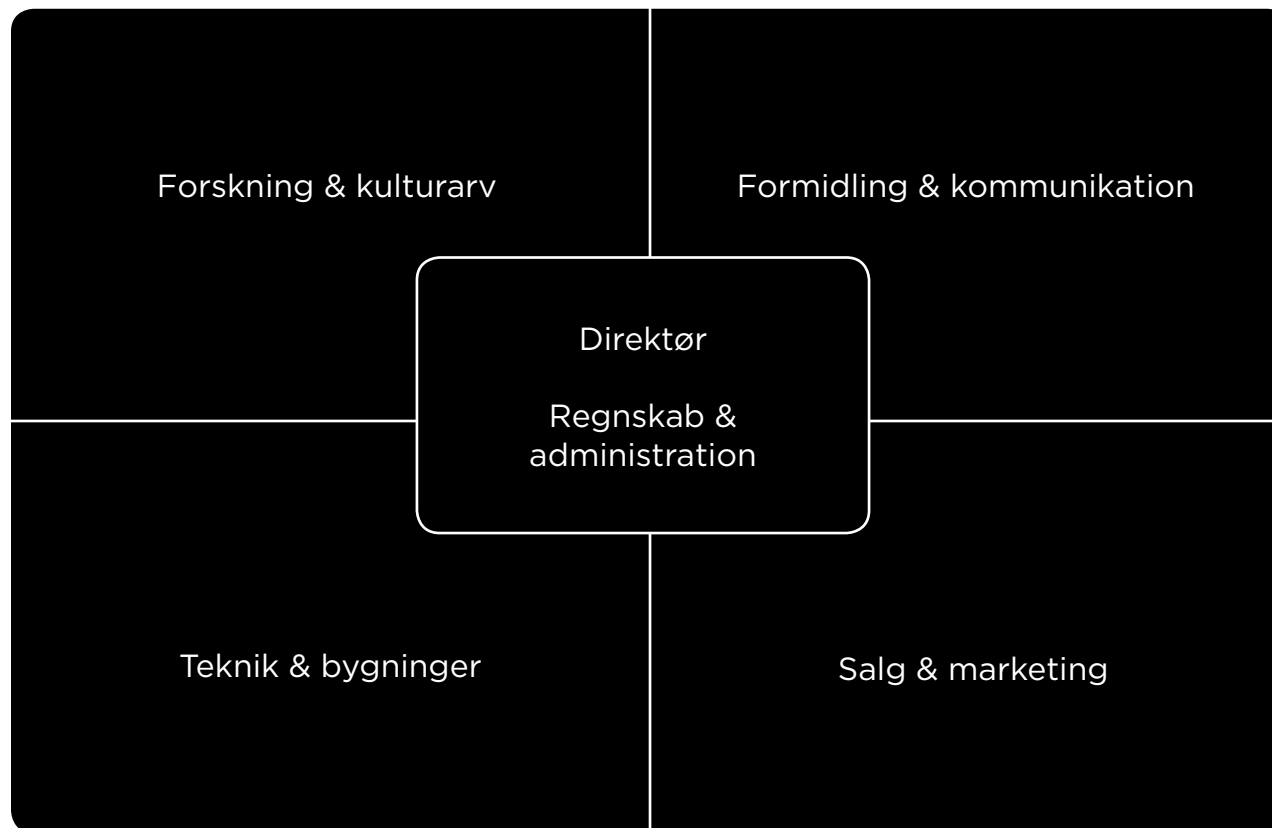 Forskning & kulturarv
Formidling & kommunikation
Direktør
Regnskab &
administration
Teknik & bygninger
Salg & marketing